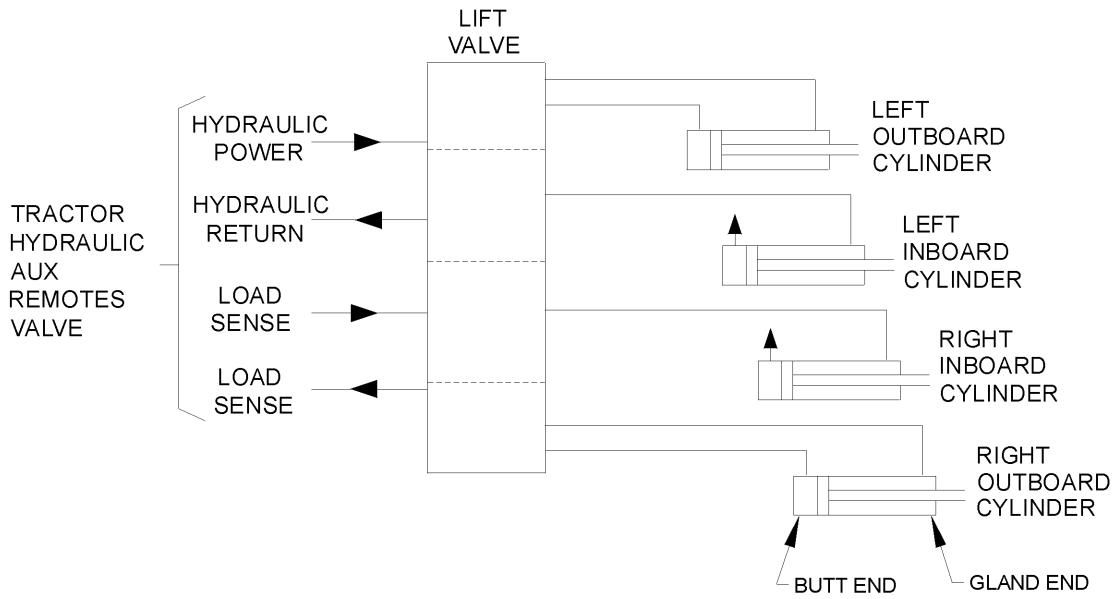 LIFT
VALVE
TRACTOR
HYDRAULIC
AUX
REMOTES
VALVE
HYDRAULIC
POWER
HYDRAULIC
RETURN
LOAD
SENSE
LOAD
SENSE
LEFT
OUTBOARD
CYLINDER
LEFT
INBOARD
CYLINDER
RIGHT
INBOARD
CYLINDER
RIGHT
OUTBOARD
CYLINDER
BUTT END
GLAND END